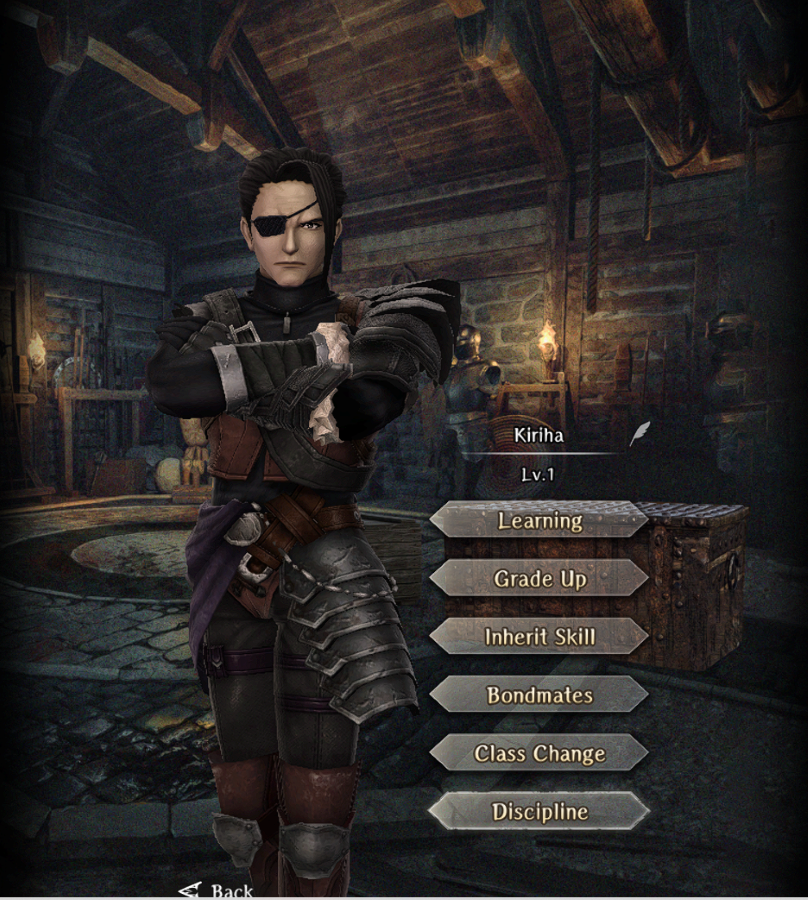 Kiriha
Lv.1
Learning
Grade Up
Inherit Skill
Bondmates
Class Change
Discipline
Back